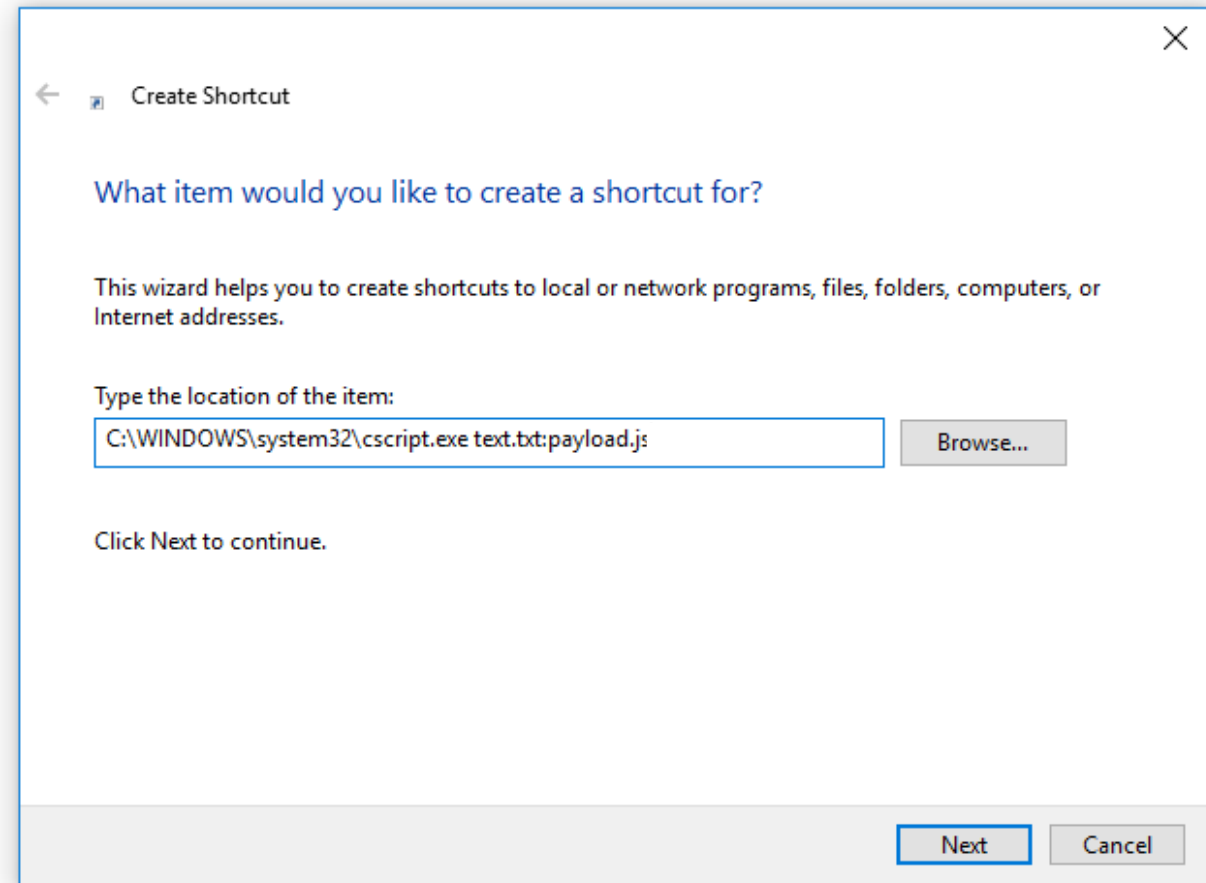 Create Shortcut
What item would you like to create a shortcut for?
This wizard helps you to create shortcuts to local or network programs, files, folders, computers, or
Internet addresses.
Type the location of the item:
C:\WINDOWS\system32\cscript.exe text.txt:payload.js
Browse...
Click Next to continue.
Next
Cancel